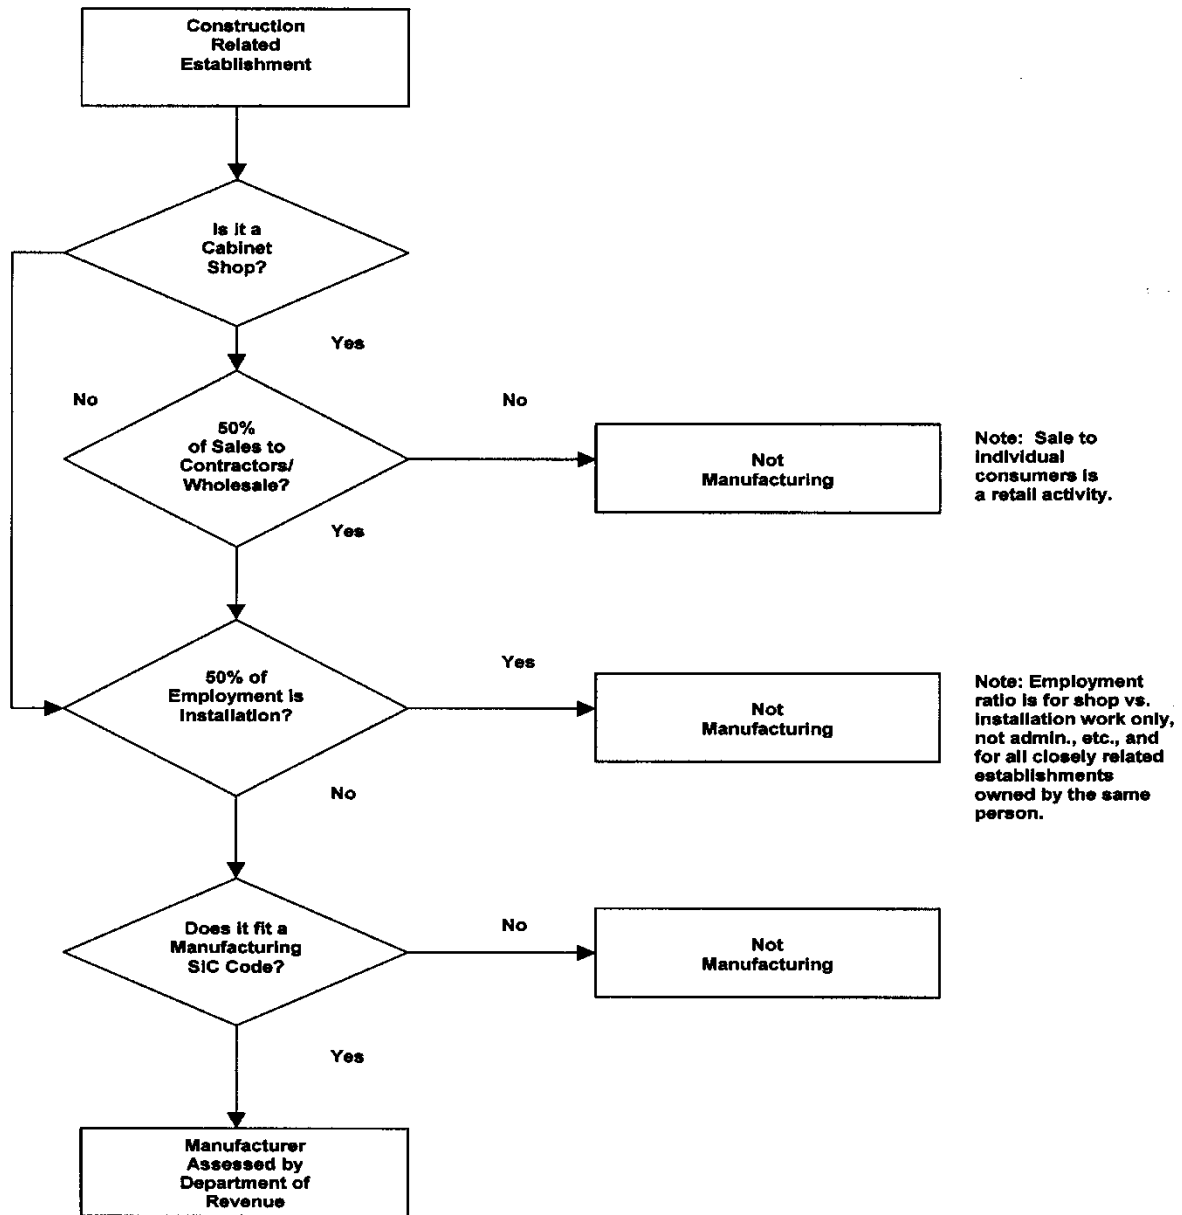 Construction
Related
Establishment
Is it a
Cabinet
Shop?
Yes
No
50%
of Sales to
Contractors/
Wholesale?
No
Not
Manufacturing
Note: Sale to
individual
consumers is
a retail activity.
Yes
50% of
Employment is
Installation?
Yes
Not
Manufacturing
Note: Employment
ratio is for shop vs.
installation work only,
not admin., etc., and
for all closely related
establishments
owned by the same
person.
No
Does it fit a
Manufacturing
SIC Code?
No
Not
Manufacturing
Yes
Manufacturer
Assessed by
Department of
Revenue